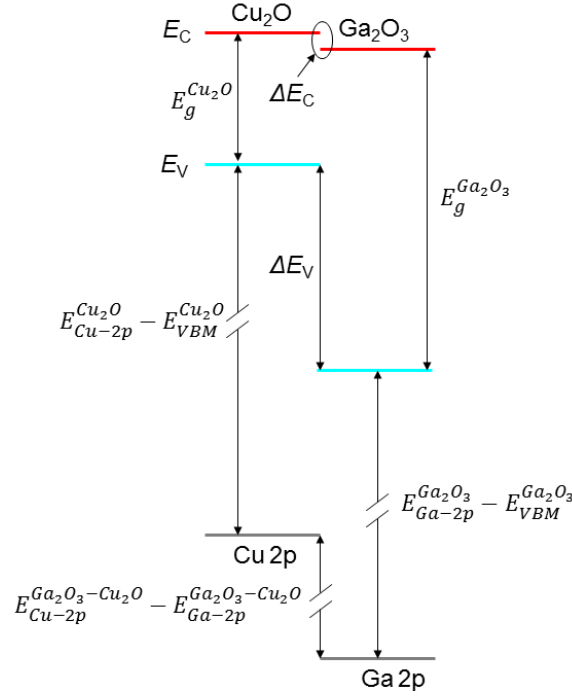 Cu₂O
E_C
Ga₂O₃
ΔE_C
E_g^{Cu₂O}
E_V
E_g^{Ga₂O₃}
ΔE_V
E_{Cu−2p}^{Cu₂O} − E_{VBM}^{Cu₂O}
E_{Ga−2p}^{Ga₂O₃} − E_{VBM}^{Ga₂O₃}
Cu 2p
E_{Cu−2p}^{Ga₂O₃−Cu₂O} − E_{Ga−2p}^{Ga₂O₃−Cu₂O}
Ga 2p